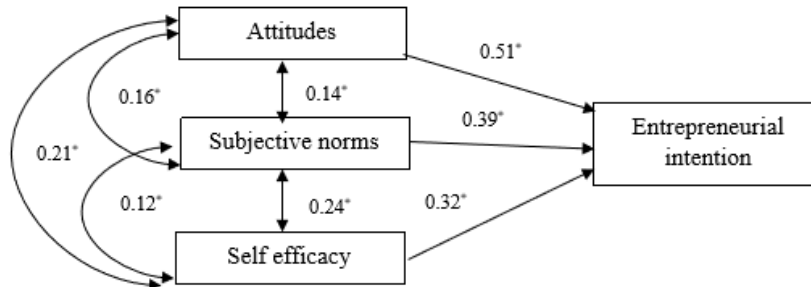 Attitudes
0.51*
0.16*
0.14*
0.39*
Entrepreneurial
intention
Subjective norms
0.21*
0.12*
0.24*
0.32*
Self efficacy